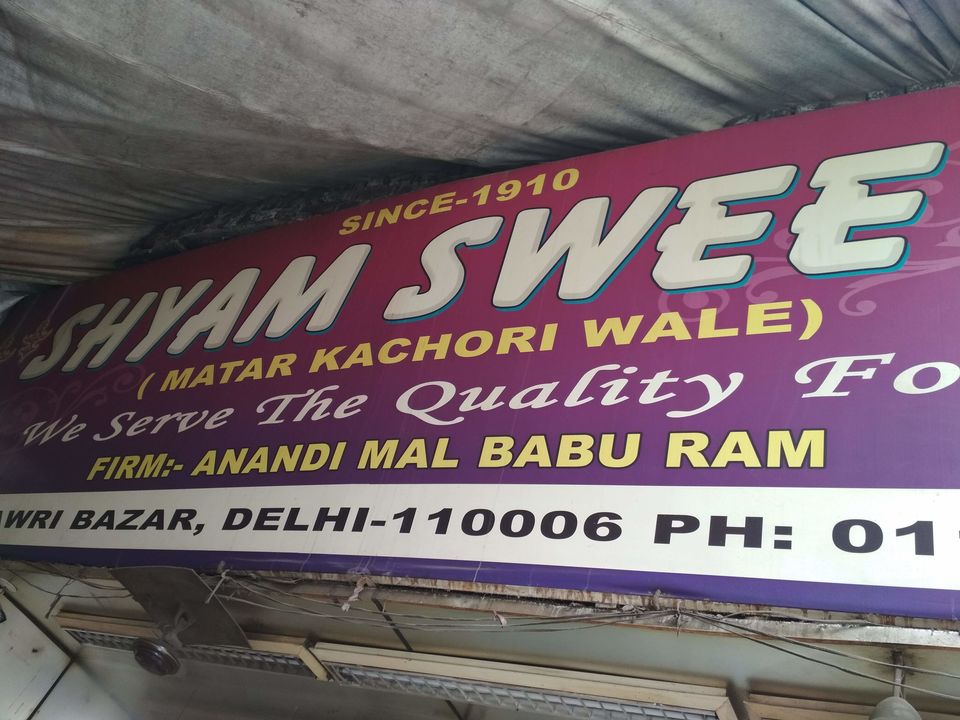 SINCE-1910
SHYAM SWEE
( MATAR KACHORI WALE)
We Serve The Quality Fo
FIRM:- ANANDI MAL BABU RAM
AWRI BAZAR, DELHI-110006 PH: 01